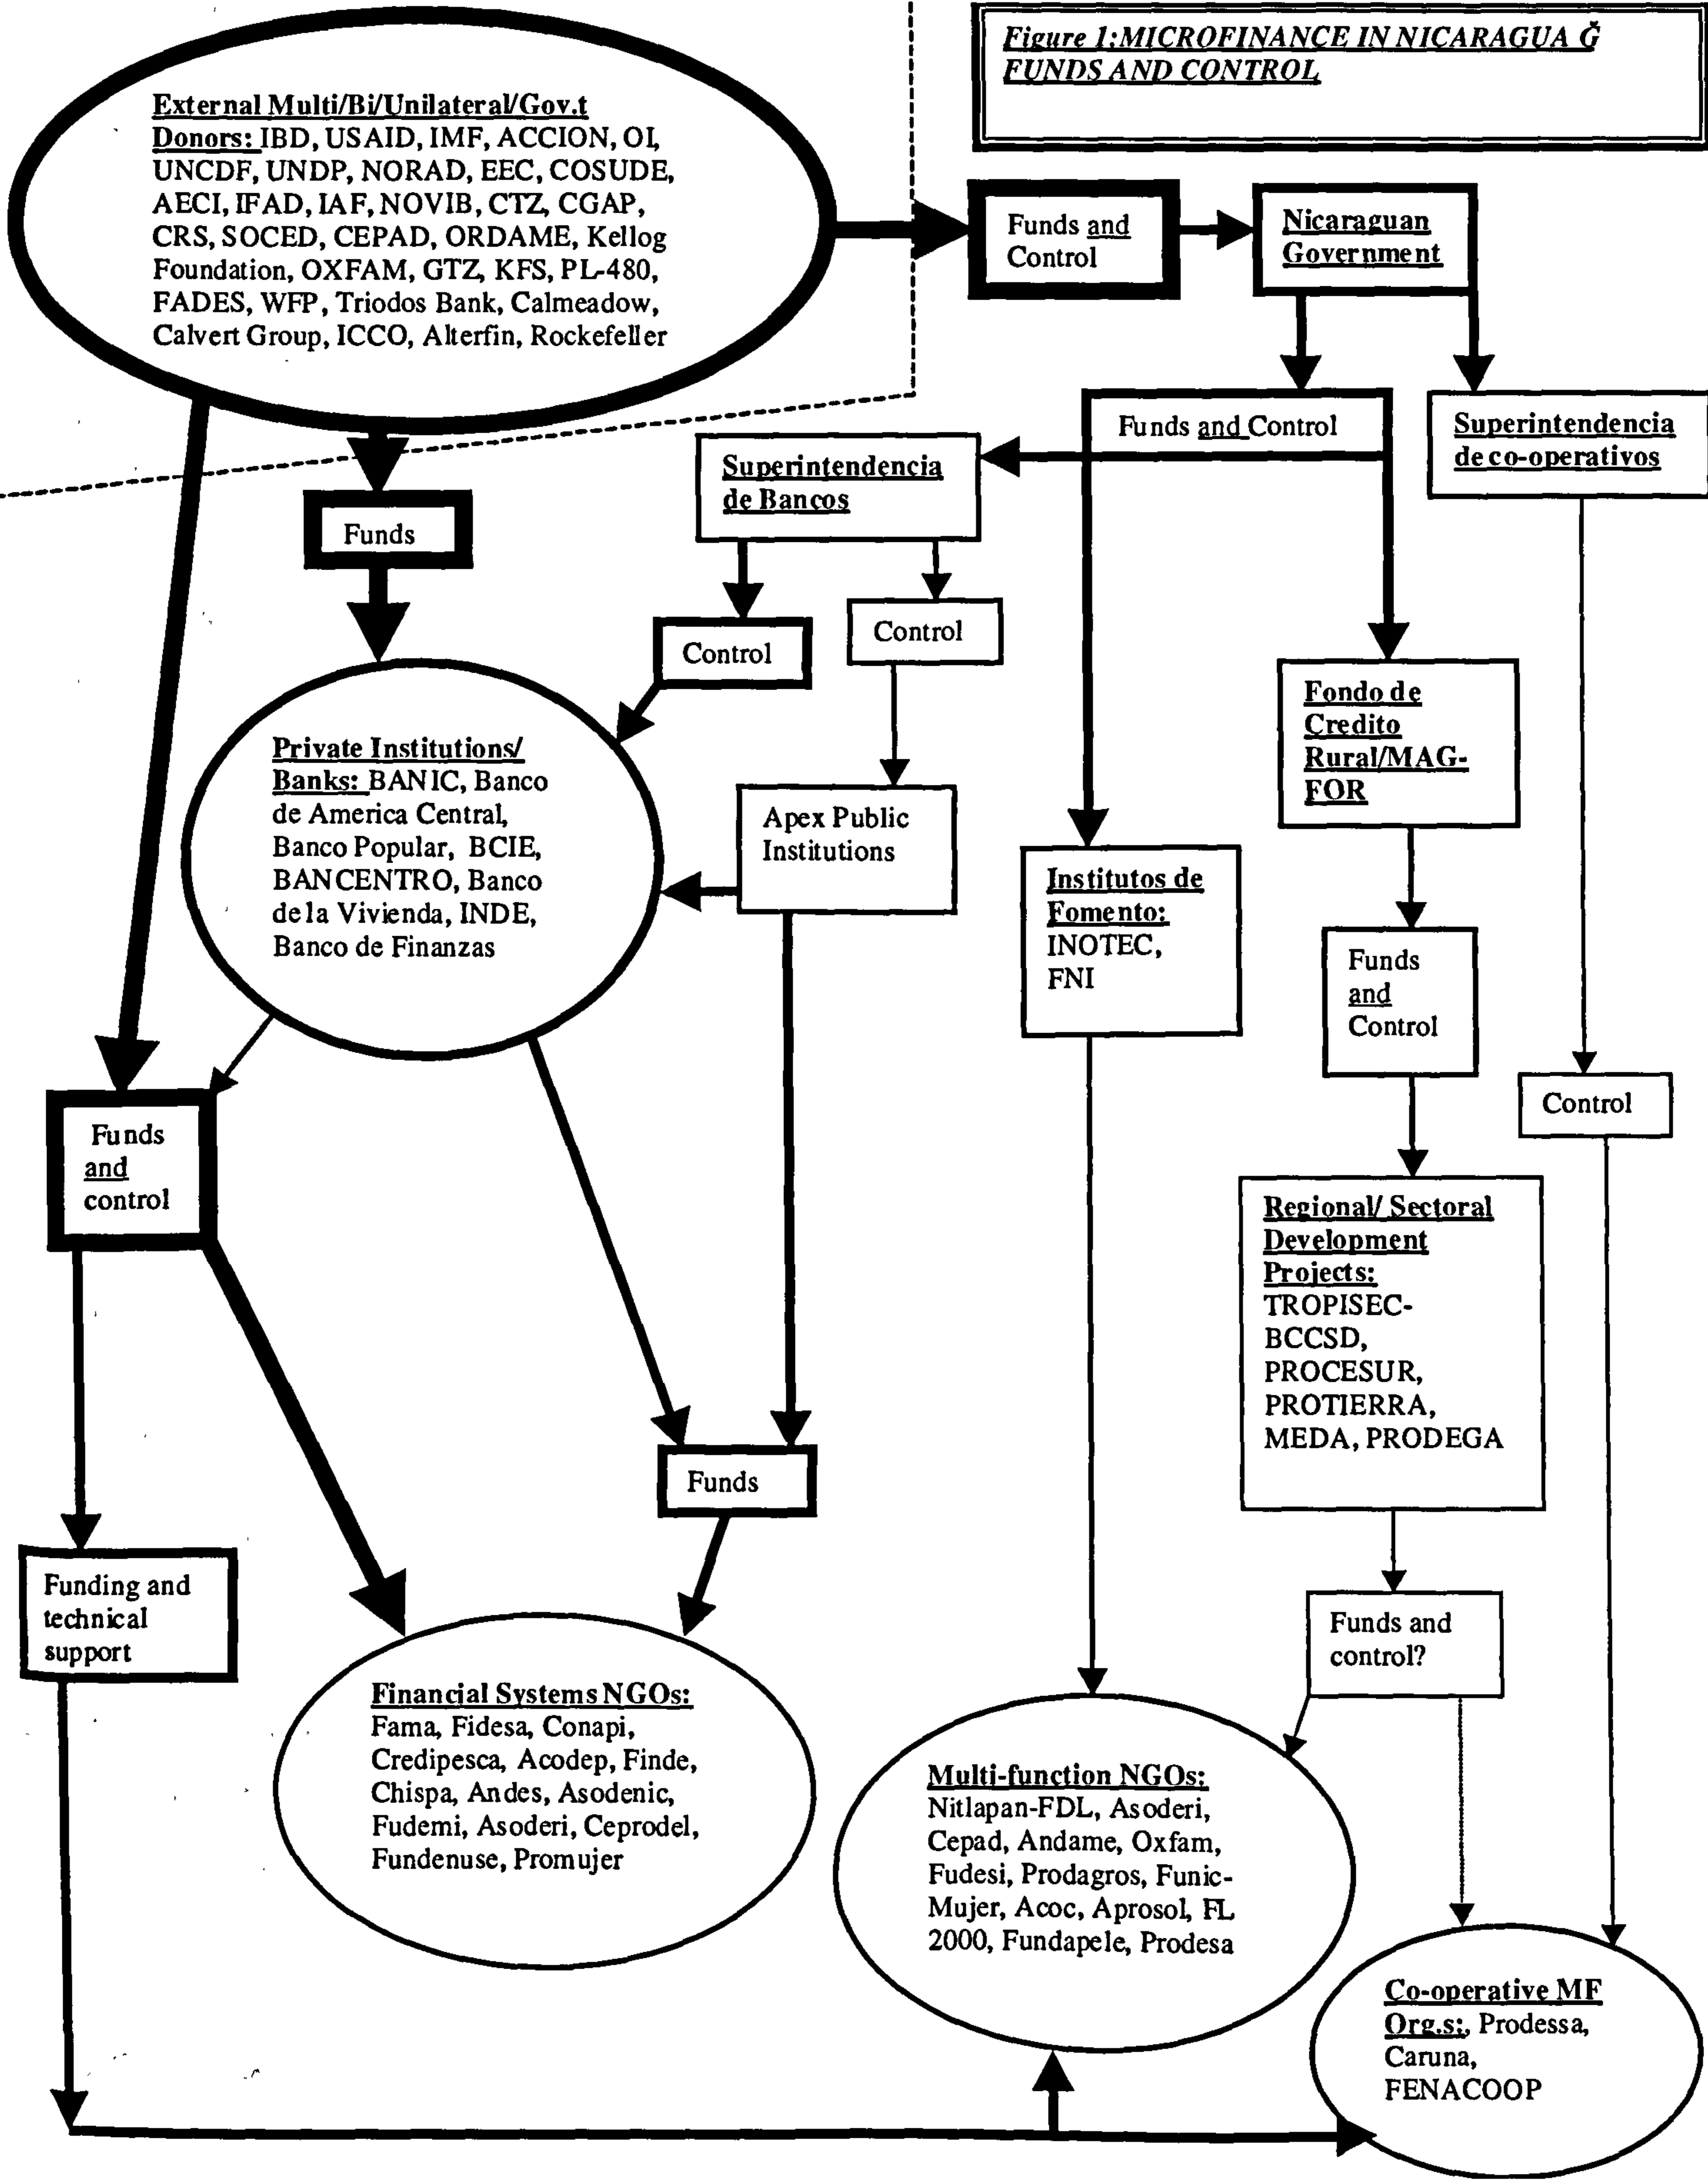 Figure 1:MICROFINANCE IN NICARAGUA Ğ
FUNDS AND CONTROL
External Multi/Bi/Unilateral/Gov.t
Donors: IBD, USAID, IMF, ACCION, OI,
UNCDF, UNDP, NORAD, EEC, COSUDE,
AECI, IFAD, IAF, NOVIB, CTZ, CGAP,
CRS, SOCED, CEPAD, ORDAME, Kellog
Foundation, OXFAM, GTZ, KFS, PL-480,
FADES, WFP, Triodos Bank, Calmeadow,
Calvert Group, ICCO, Alterfin, Rockefeller
Funds and
Control
Nicaraguan
Government
Funds and Control
Superintendencia
de co-operativos
Superintendencia
de Bancos
Funds
Control
Control
Private Institutions/
Banks: BANIC, Banco
de America Central,
Banco Popular, BCIE,
BANCENTRO, Banco
de la Vivienda, INDE,
Banco de Finanzas
Apex Public
Institutions
Fondo de
Credito
Rural/MAG-
FOR
Institutos de
Fomento:
INOTEC,
FNI
Funds
and
Control
Control
Funds
and
control
Regional/ Sectoral
Development
Projects:
TROPISEC-
BCCSD,
PROCESUR,
PROTIERRA,
MEDA, PRODEGA
Funds
Funding and
technical
support
Funds and
control?
Financial Systems NGOs:
Fama, Fidesa, Conapi,
Credipesca, Acodep, Finde,
Chispa, Andes, Asodenic,
Fudemi, Asoderi, Ceprodel,
Fundenuse, Promujer
Multi-function NGOs:
Nitlapan-FDL, Asoderi,
Cepad, Andame, Oxfam,
Fudesi, Prodagros, Funic-
Mujer, Acoc, Aprosol, FL
2000, Fundapele, Prodesa
Co-operative MF
Org.s:, Prodessa,
Caruna,
FENACOOP